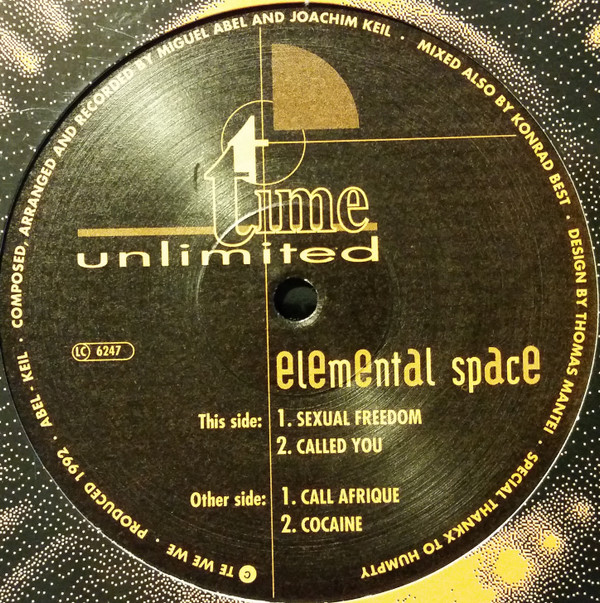 COMPOSED, ARRANGED AND RECORDED BY MIGUEL ABEL AND JOACHIM KEIL · MIXED ALSO BY KONRAD BEST · DESIGN BY THOMAS MANTEI · SPECIAL THANKX TO HUMPTY
time
unlimited
LC 6247
elemental space
This side: 1. SEXUAL FREEDOM
2. CALLED YOU
Other side: 1. CALL AFRIQUE
2. COCAINE
© TE WE WE · PRODUCED 1992 · ABEL · KEIL ·